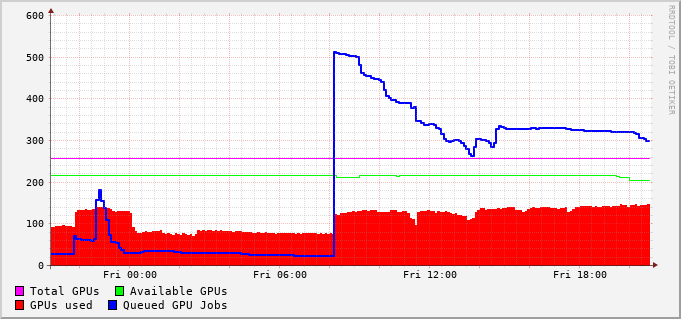 600
500
400
300
200
100
0
Fri 00:00 Fri 06:00 Fri 12:00 Fri 18:00
Total GPUs Available GPUs
GPUs used Queued GPU Jobs
RRDTOOL / TOBI OETIKER